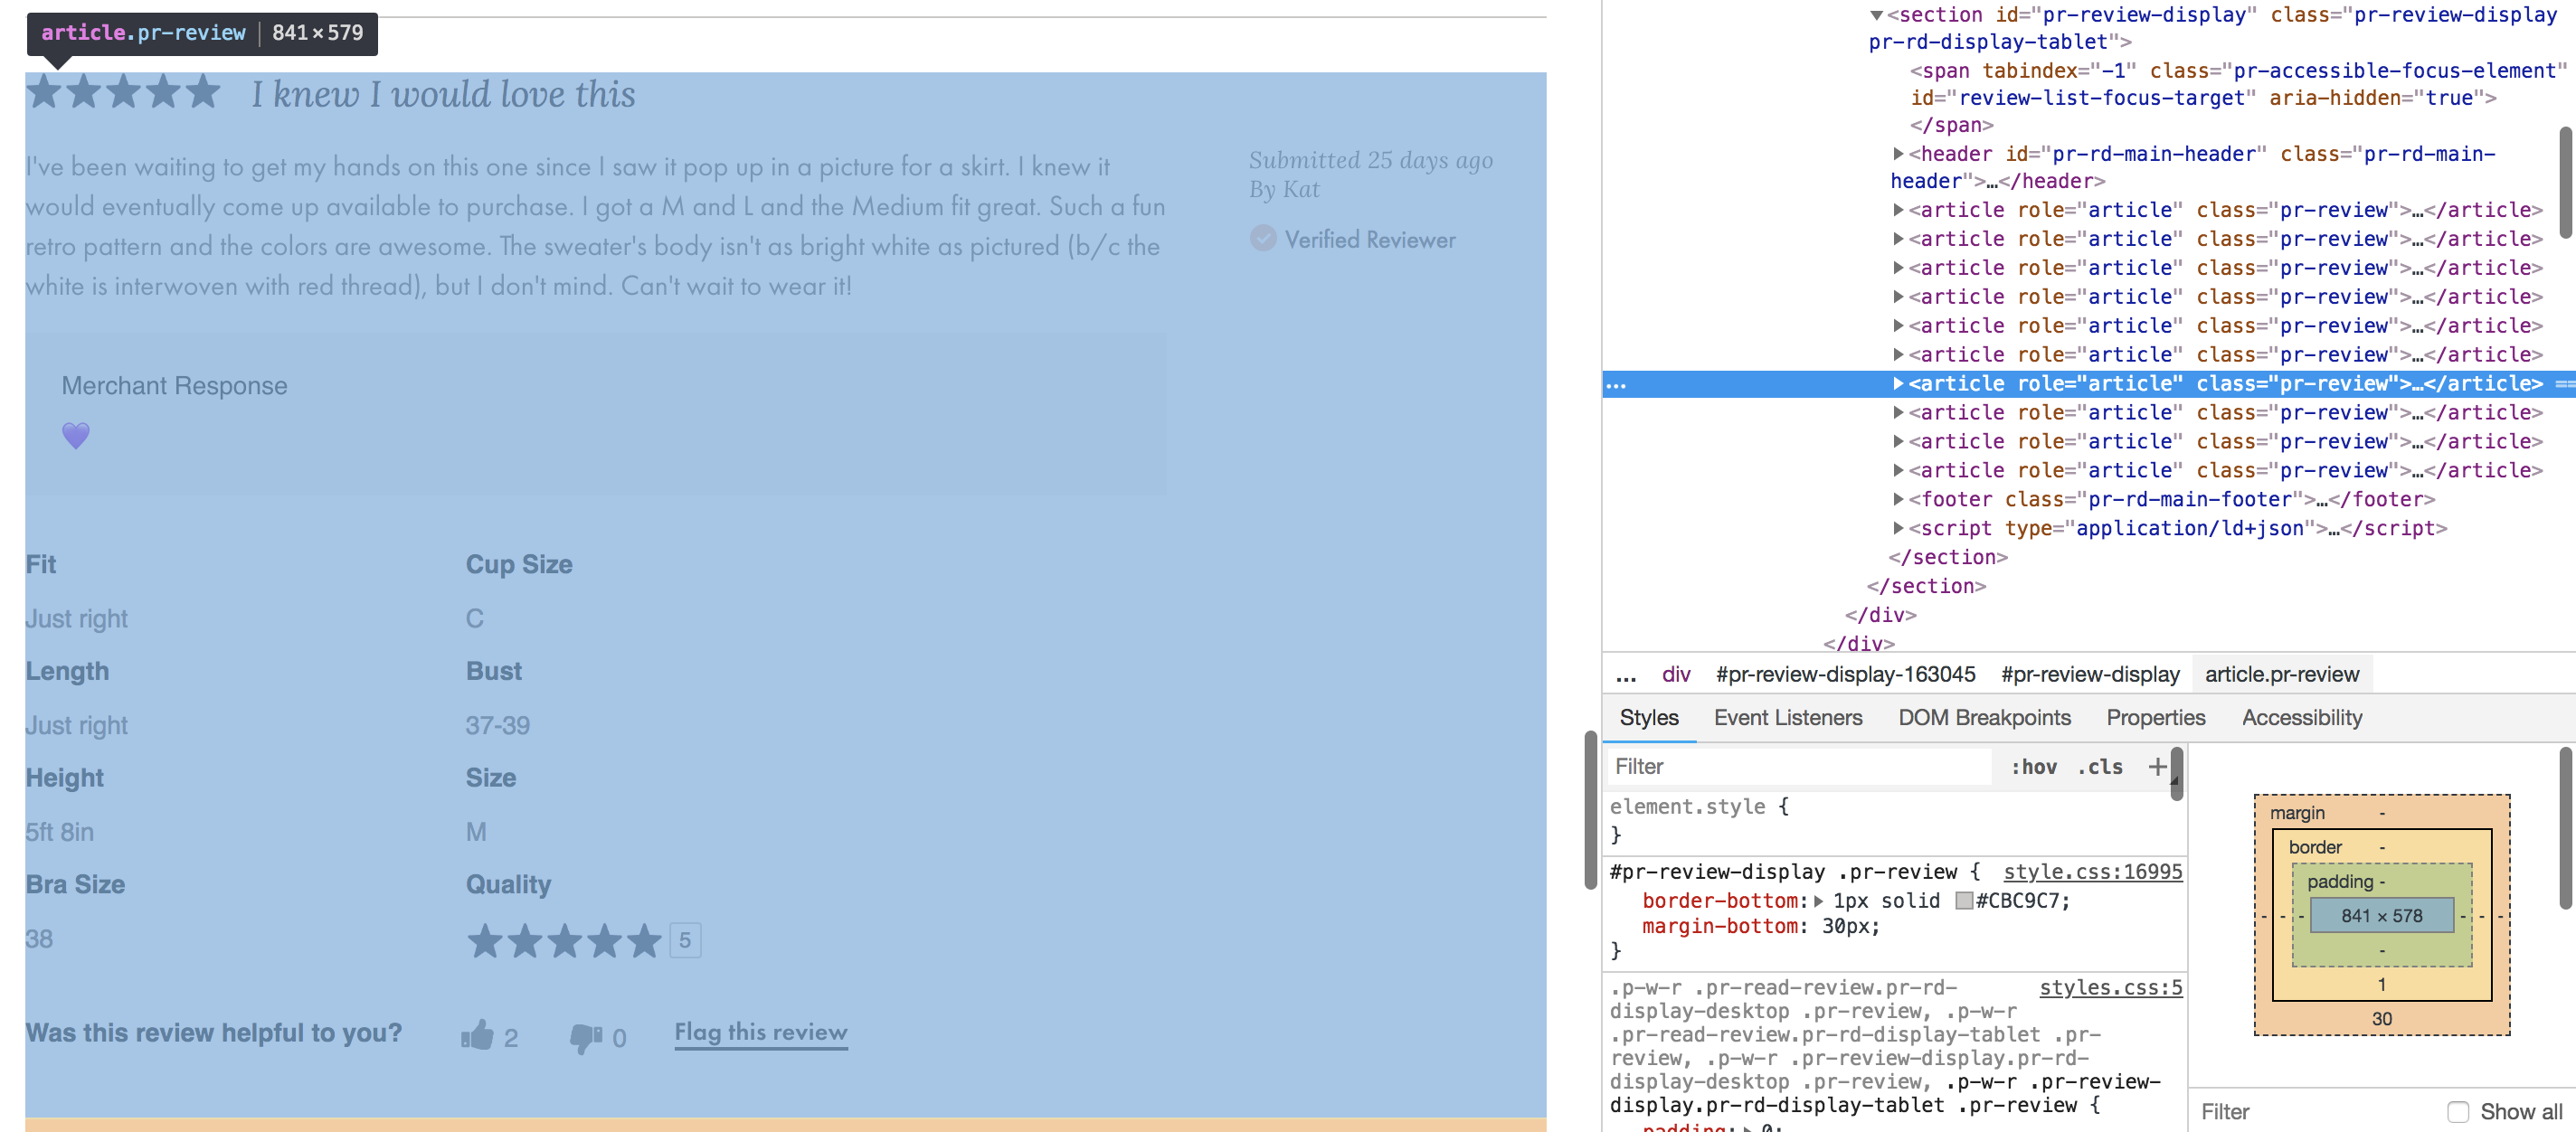 article.pr-review | 841×579
I knew I would love this
I've been waiting to get my hands on this one since I saw it pop up in a picture for a skirt. I knew it
would eventually come up available to purchase. I got a M and L and the Medium fit great. Such a fun
retro pattern and the colors are awesome. The sweater's body isn't as bright white as pictured (b/c the
white is interwoven with red thread), but I don't mind. Can't wait to wear it!
Submitted 25 days ago
By Kat
Verified Reviewer
Merchant Response
💜
Fit
Just right
Length
Just right
Height
5ft 8in
Bra Size
38
Cup Size
C
Bust
37-39
Size
M
Quality
5
Was this review helpful to you? 2 0 Flag this review
▼<section id="pr-review-display" class="pr-review-display
pr-rd-display-tablet">
<span tabindex="-1" class="pr-accessible-focus-element"
id="review-list-focus-target" aria-hidden="true">
</span>
▶<header id="pr-rd-main-header" class="pr-rd-main-
header">…</header>
▶<article role="article" class="pr-review">…</article>
▶<article role="article" class="pr-review">…</article>
▶<article role="article" class="pr-review">…</article>
▶<article role="article" class="pr-review">…</article>
▶<article role="article" class="pr-review">…</article>
▶<article role="article" class="pr-review">…</article>
… ▶<article role="article" class="pr-review">…</article> ==
▶<article role="article" class="pr-review">…</article>
▶<article role="article" class="pr-review">…</article>
▶<article role="article" class="pr-review">…</article>
▶<footer class="pr-rd-main-footer">…</footer>
▶<script type="application/ld+json">…</script>
</section>
</section>
</div>
</div>
… div #pr-review-display-163045 #pr-review-display article.pr-review
Styles Event Listeners DOM Breakpoints Properties Accessibility
Filter :hov .cls +
element.style {
}
#pr-review-display .pr-review { style.css:16995
border-bottom:▶ 1px solid #CBC9C7;
margin-bottom: 30px;
}
.p-w-r .pr-read-review.pr-rd- styles.css:5
display-desktop .pr-review, .p-w-r
.pr-read-review.pr-rd-display-tablet .pr-
review, .p-w-r .pr-review-display.pr-rd-
display-desktop .pr-review, .p-w-r .pr-review-
display.pr-rd-display-tablet .pr-review {
padding:▶ 0;
margin -
border -
padding -
- - - 841 × 578 - - -
-
1
30
Filter Show all